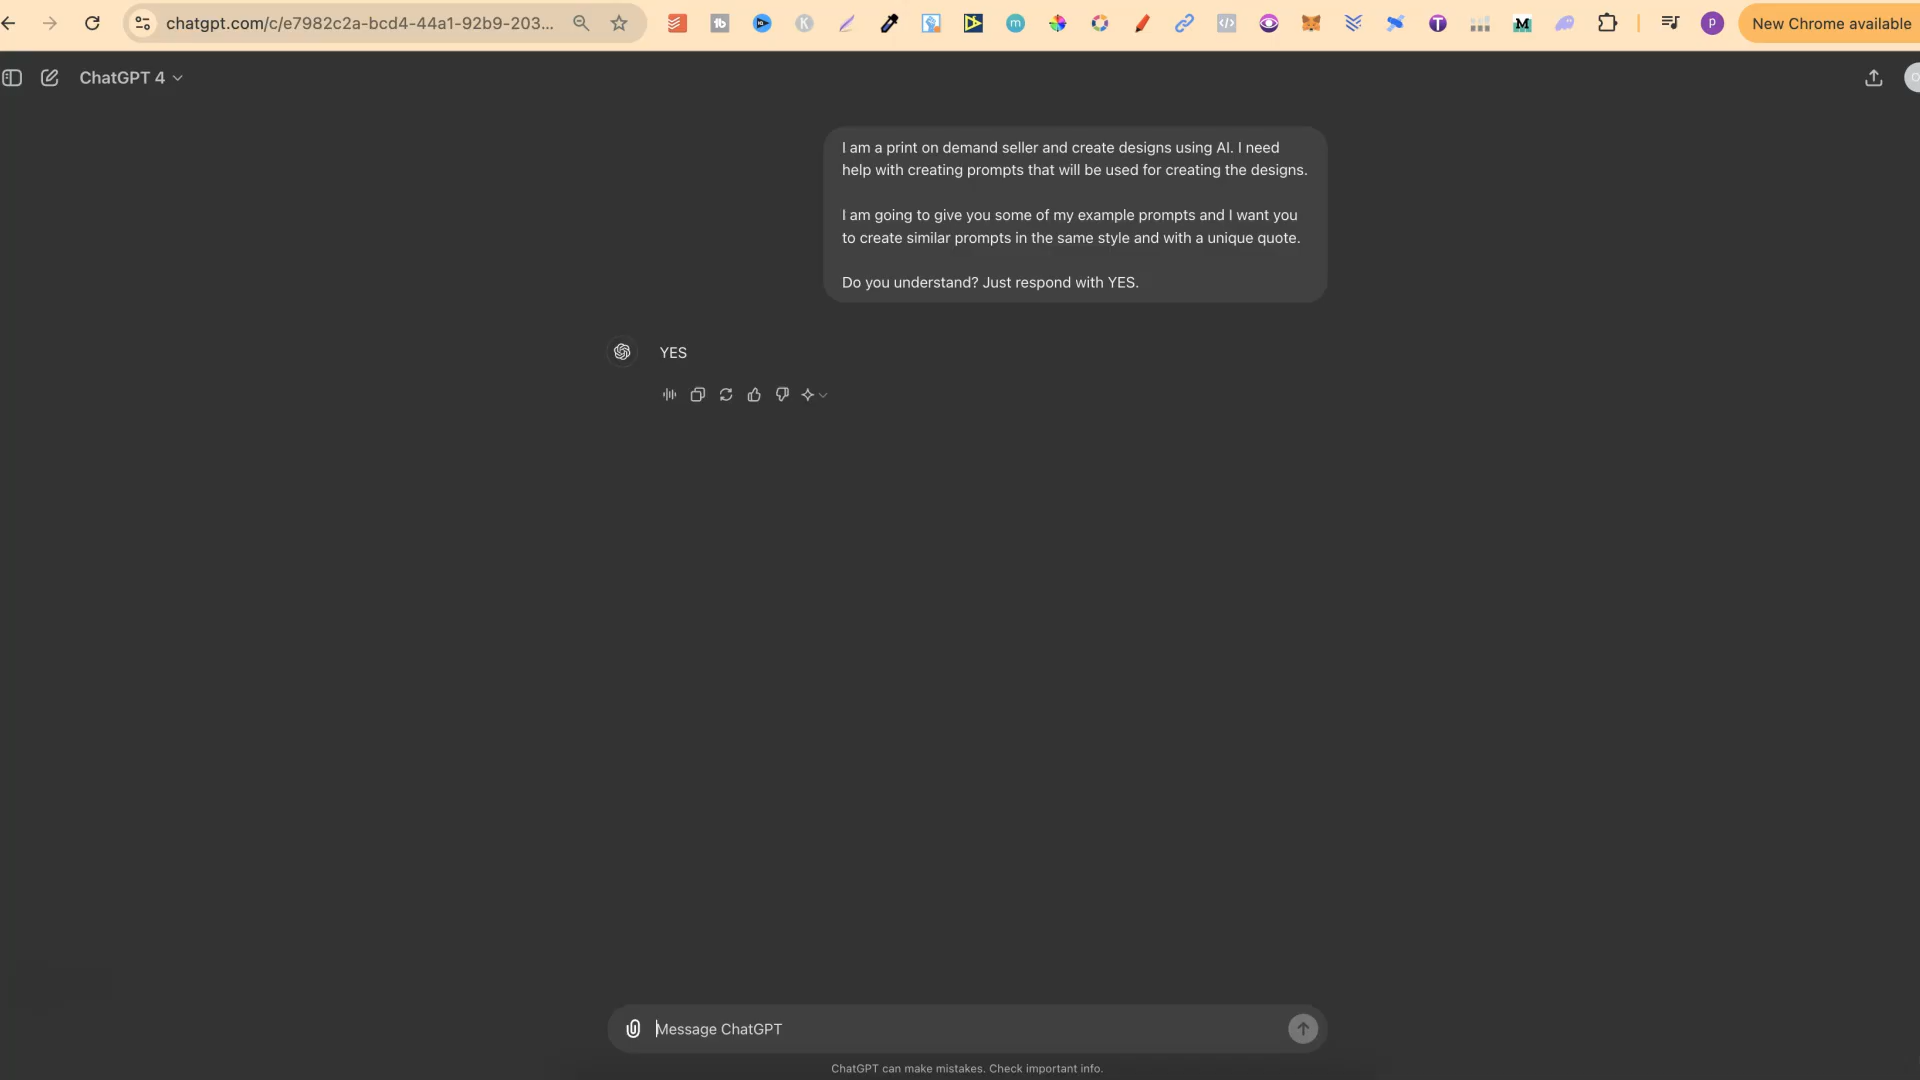 chatgpt.com/c/e7982c2a-bcd4-44a1-92b9-203...
tb
K
m
T
M
P
New Chrome available
ChatGPT 4
I am a print on demand seller and create designs using AI. I need
help with creating prompts that will be used for creating the designs.
I am going to give you some of my example prompts and I want you
to create similar prompts in the same style and with a unique quote.
Do you understand? Just respond with YES.
YES
Message ChatGPT
ChatGPT can make mistakes. Check important info.